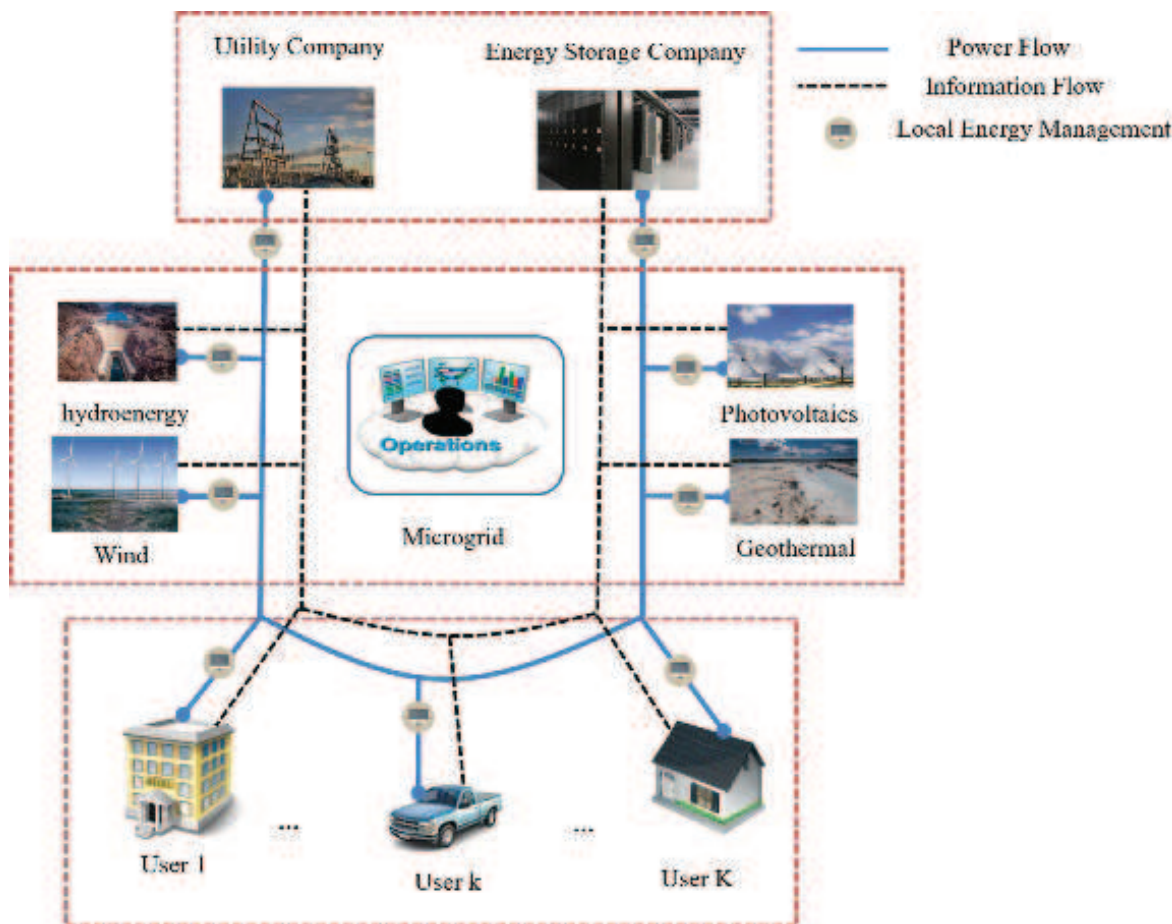 Utility Company
Energy Storage Company
Power Flow
Information Flow
Local Energy Management
hydroenergy
Photovoltaics
Operations
Wind
Microgrid
Geothermal
...
...
User 1
User k
User K